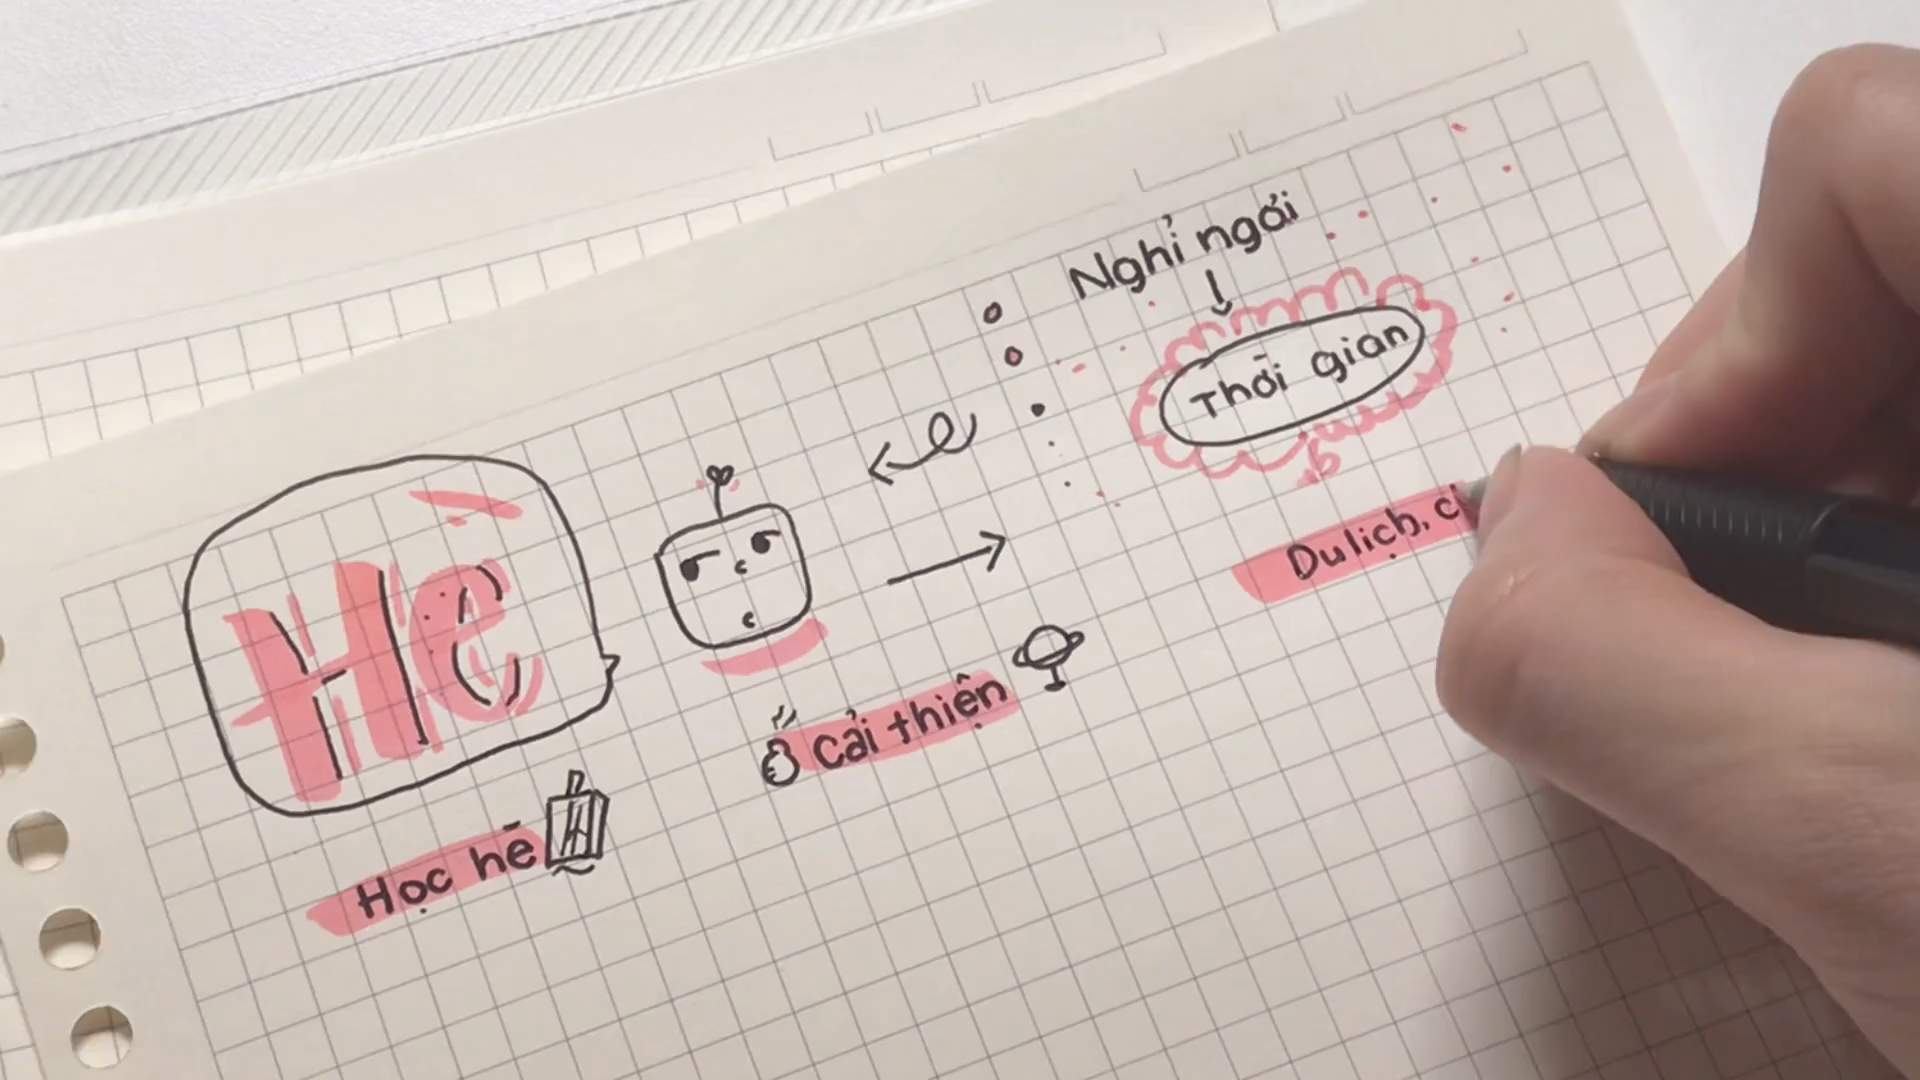 Nghỉ ngơi
Thời gian
Hè
Du lịch, c
Cải thiện
Học hè